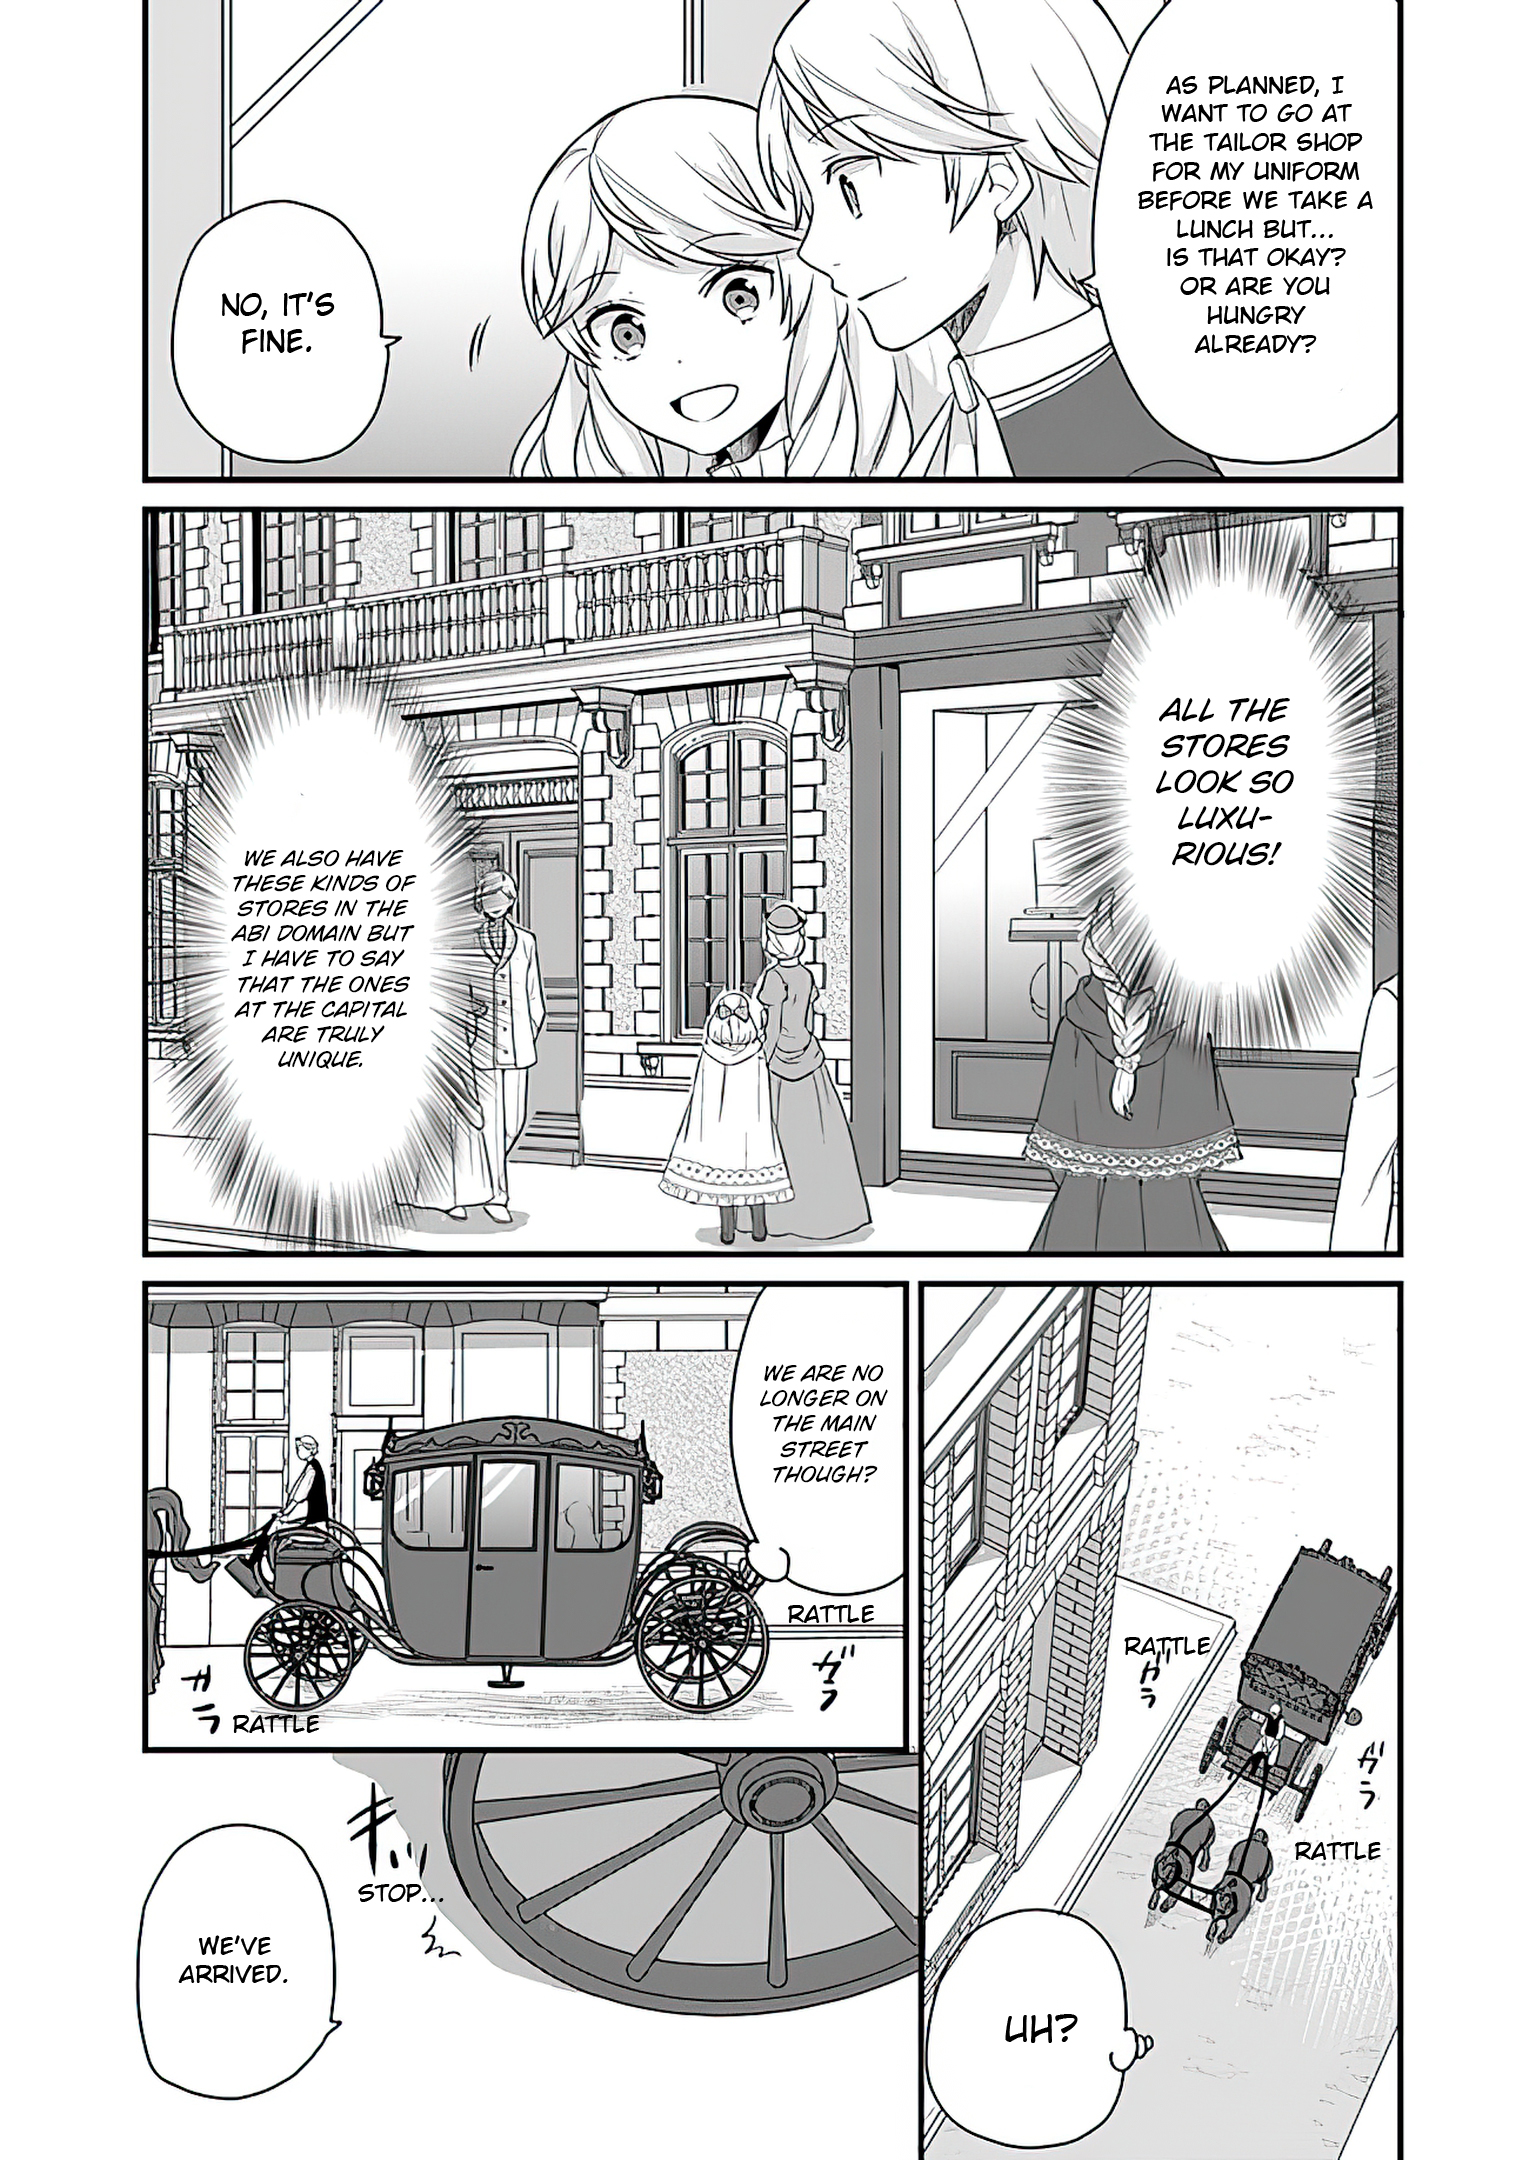 AS PLANNED, I
WANT TO GO AT
THE TAILOR SHOP
FOR MY UNIFORM
BEFORE WE TAKE A
LUNCH BUT...
IS THAT OKAY?
OR ARE YOU
HUNGRY
ALREADY?
NO, IT'S
FINE.
ALL THE
STORES
LOOK SO
LUXU-
RIOUS!
WE ALSO HAVE
THESE KINDS OF
STORES IN THE
ABI DOMAIN BUT
I HAVE TO SAY
THAT THE ONES
AT THE CAPITAL
ARE TRULY
UNIQUE.
RATTLE
ガラ
ガラ
RATTLE
UH?
WE ARE NO
LONGER ON
THE MAIN
STREET
THOUGH?
RATTLE
ガラ
ガラ
RATTLE
キッ
STOP...
WE'VE
ARRIVED.